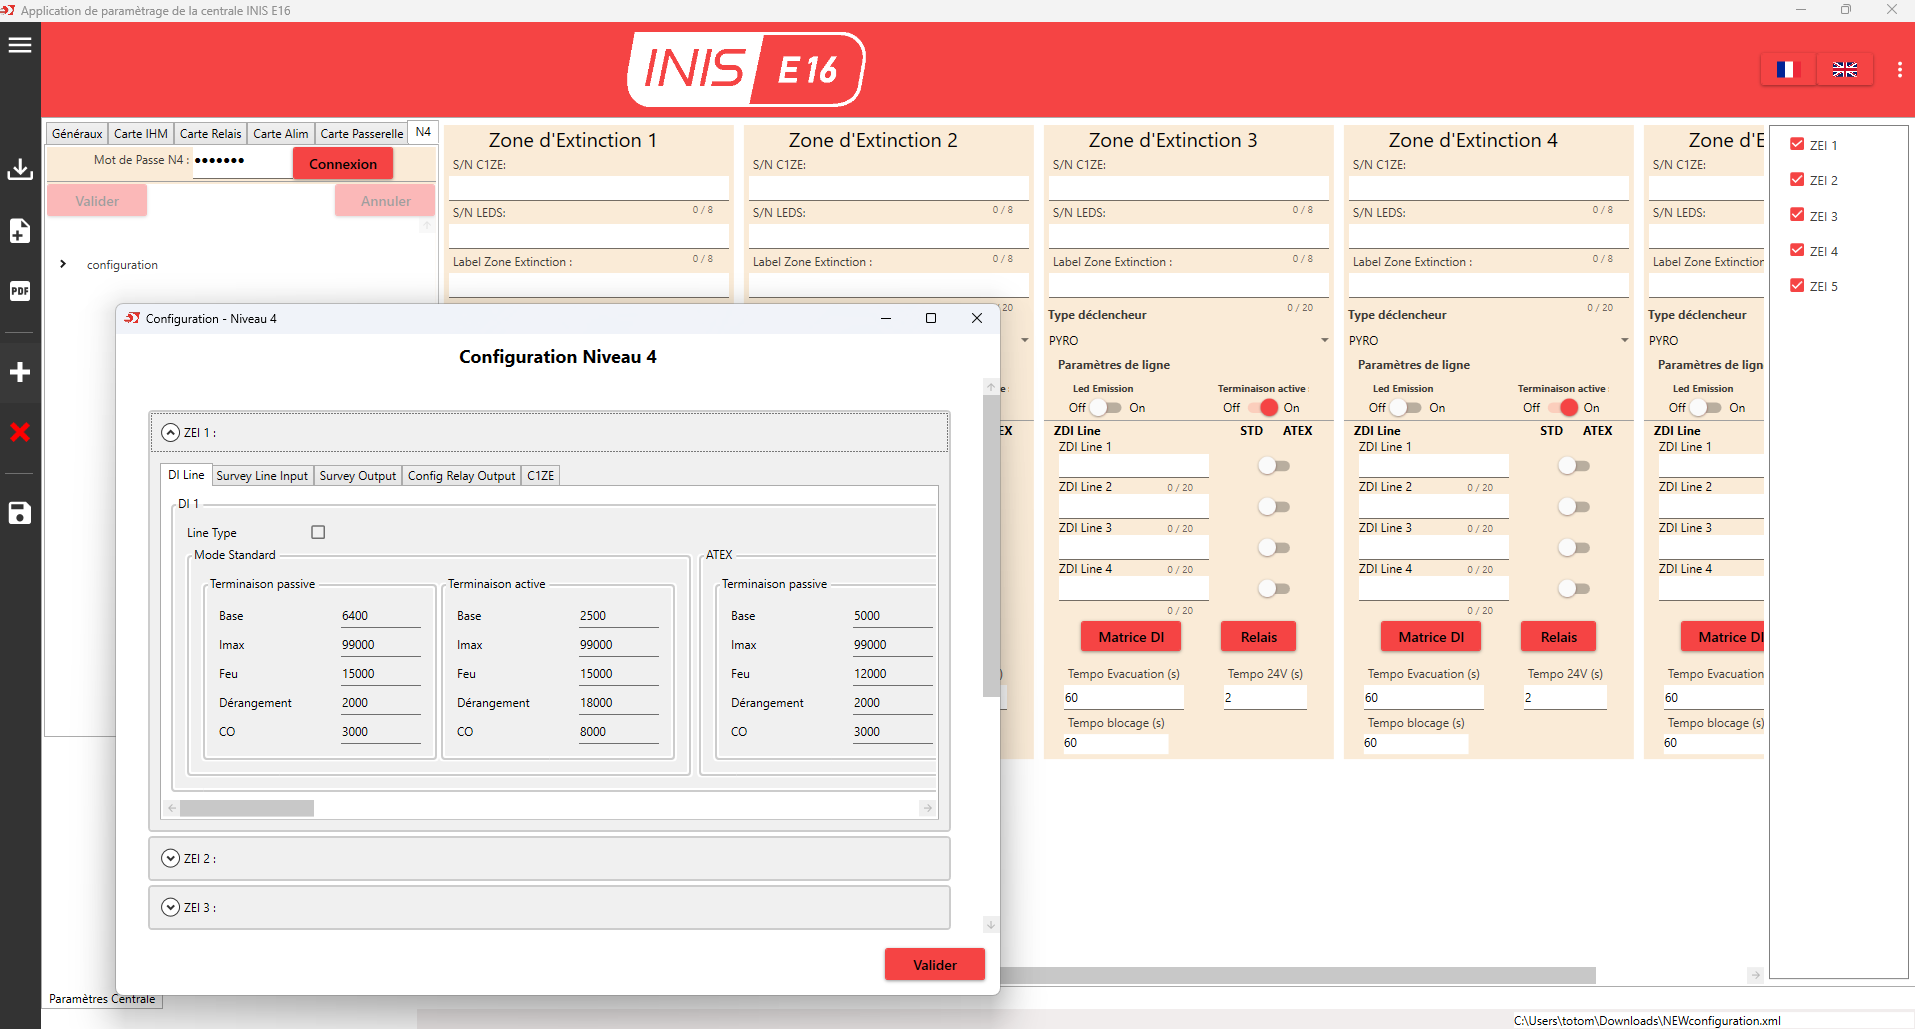 Application de paramètrage de la centrale INIS E16
INIS E16
Généraux Carte IHM Carte Relais Carte Alim Carte Passerelle N4
Mot de Passe N4 : ●●●●●●● Connexion
Valider Annuler
configuration
PDF
Zone d'Extinction 1
S/N C1ZE:
0 / 8
S/N LEDS:
0 / 8
Label Zone Extinction :
Zone d'Extinction 2
S/N C1ZE:
0 / 8
S/N LEDS:
0 / 8
Label Zone Extinction :
Zone d'Extinction 3
S/N C1ZE:
0 / 8
S/N LEDS:
0 / 8
Label Zone Extinction :
0 / 20
Type déclencheur
PYRO
Paramètres de ligne
Led Emission Terminaison active
Off On Off On
ZDI Line STD ATEX
ZDI Line 1
0 / 20
ZDI Line 2
0 / 20
ZDI Line 3
0 / 20
ZDI Line 4
0 / 20
Matrice DI Relais
Tempo Evacuation (s) Tempo 24V (s)
60 2
Tempo blocage (s)
60
Zone d'Extinction 4
S/N C1ZE:
0 / 8
S/N LEDS:
0 / 8
Label Zone Extinction :
0 / 20
Type déclencheur
PYRO
Paramètres de ligne
Led Emission Terminaison active
Off On Off On
ZDI Line STD ATEX
ZDI Line 1
0 / 20
ZDI Line 2
0 / 20
ZDI Line 3
0 / 20
ZDI Line 4
0 / 20
Matrice DI Relais
Tempo Evacuation (s) Tempo 24V (s)
60 2
Tempo blocage (s)
60
Zone d'E
S/N C1ZE:
S/N LEDS:
Label Zone Extinction
Type déclencheur
PYRO
Paramètres de lign
Led Emission
Off On
ZDI Line
ZDI Line 1
ZDI Line 2
ZDI Line 3
ZDI Line 4
Matrice DI
Tempo Evacuation
60
Tempo blocage (s)
60
ZEI 1
ZEI 2
ZEI 3
ZEI 4
ZEI 5
Configuration - Niveau 4
Configuration Niveau 4
ZEI 1 :
DI Line Survey Line Input Survey Output Config Relay Output C1ZE
DI 1
Line Type
Mode Standard
Terminaison passive
Base 6400
Imax 99000
Feu 15000
Dérangement 2000
CO 3000
Terminaison active
Base 2500
Imax 99000
Feu 15000
Dérangement 18000
CO 8000
ATEX
Terminaison passive
Base 5000
Imax 99000
Feu 12000
Dérangement 2000
CO 3000
ZEI 2 :
ZEI 3 :
Valider
Paramètres Centrale
C:\Users\totom\Downloads\NEWconfiguration.xml